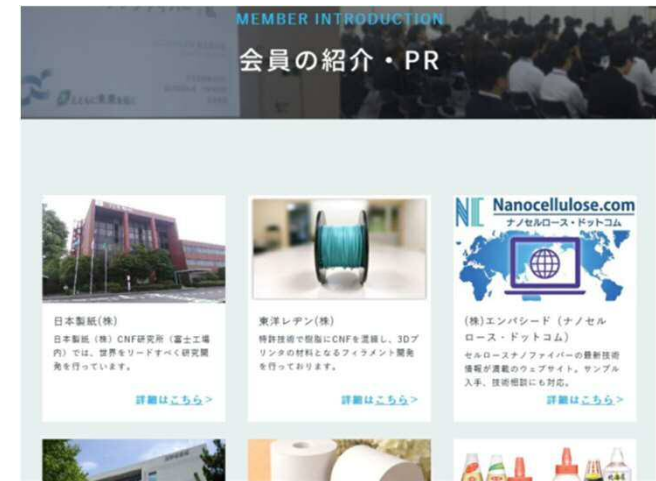 MEMBER INTRODUCTION
会員の紹介・PR
日本製紙(株)
日本製紙（株）CNF研究所（富士工場
内）では、世界をリードすべく研究開
発を行っています。
詳細はこちら>
東洋レヂン(株)
特許技術で樹脂にCNFを混錬し、3Dプ
リンタの材料となるフィラメント開発
を行っております。
詳細はこちら>
Nanocellulose.com
ナノセルロース・ドットコム
(株)エンパシード（ナノセル
ロース・ドットコム）
セルロースナノファイバーの最新技術
情報が満載のウェブサイト。サンプル
入手、技術相談にも対応。
詳細はこちら>